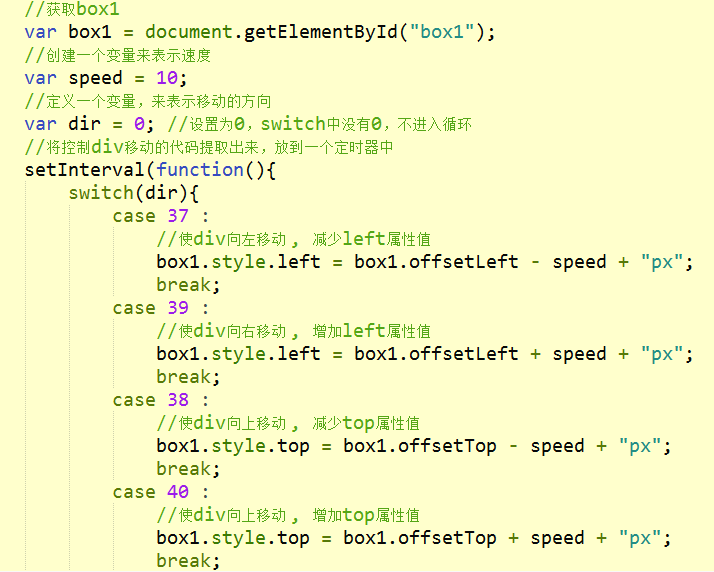 //获取box1
var box1 = document.getElementById("box1");
//创建一个变量来表示速度
var speed = 10;
//定义一个变量，来表示移动的方向
var dir = 0; //设置为0，switch中没有0，不进入循环
//将控制div移动的代码提取出来，放到一个定时器中
setInterval(function(){
switch(dir){
case 37 :
//使div向左移动 , 减少left属性值
box1.style.left = box1.offsetLeft - speed + "px";
break;
case 39 :
//使div向右移动 , 增加left属性值
box1.style.left = box1.offsetLeft + speed + "px";
break;
case 38 :
//使div向上移动 , 减少top属性值
box1.style.top = box1.offsetTop - speed + "px";
break;
case 40 :
//使div向上移动 , 增加top属性值
box1.style.top = box1.offsetTop + speed + "px";
break;